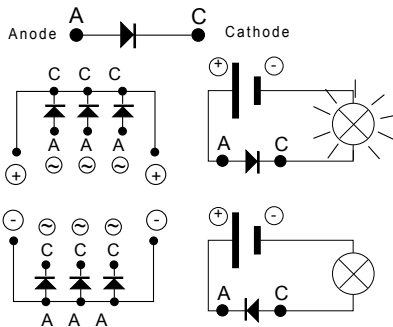 Anode A C Cathode
C C C
A A A
~ ~ ~
+ +
+ -
A C
- ~ ~ ~ -
C C C
A A A
+ -
A C